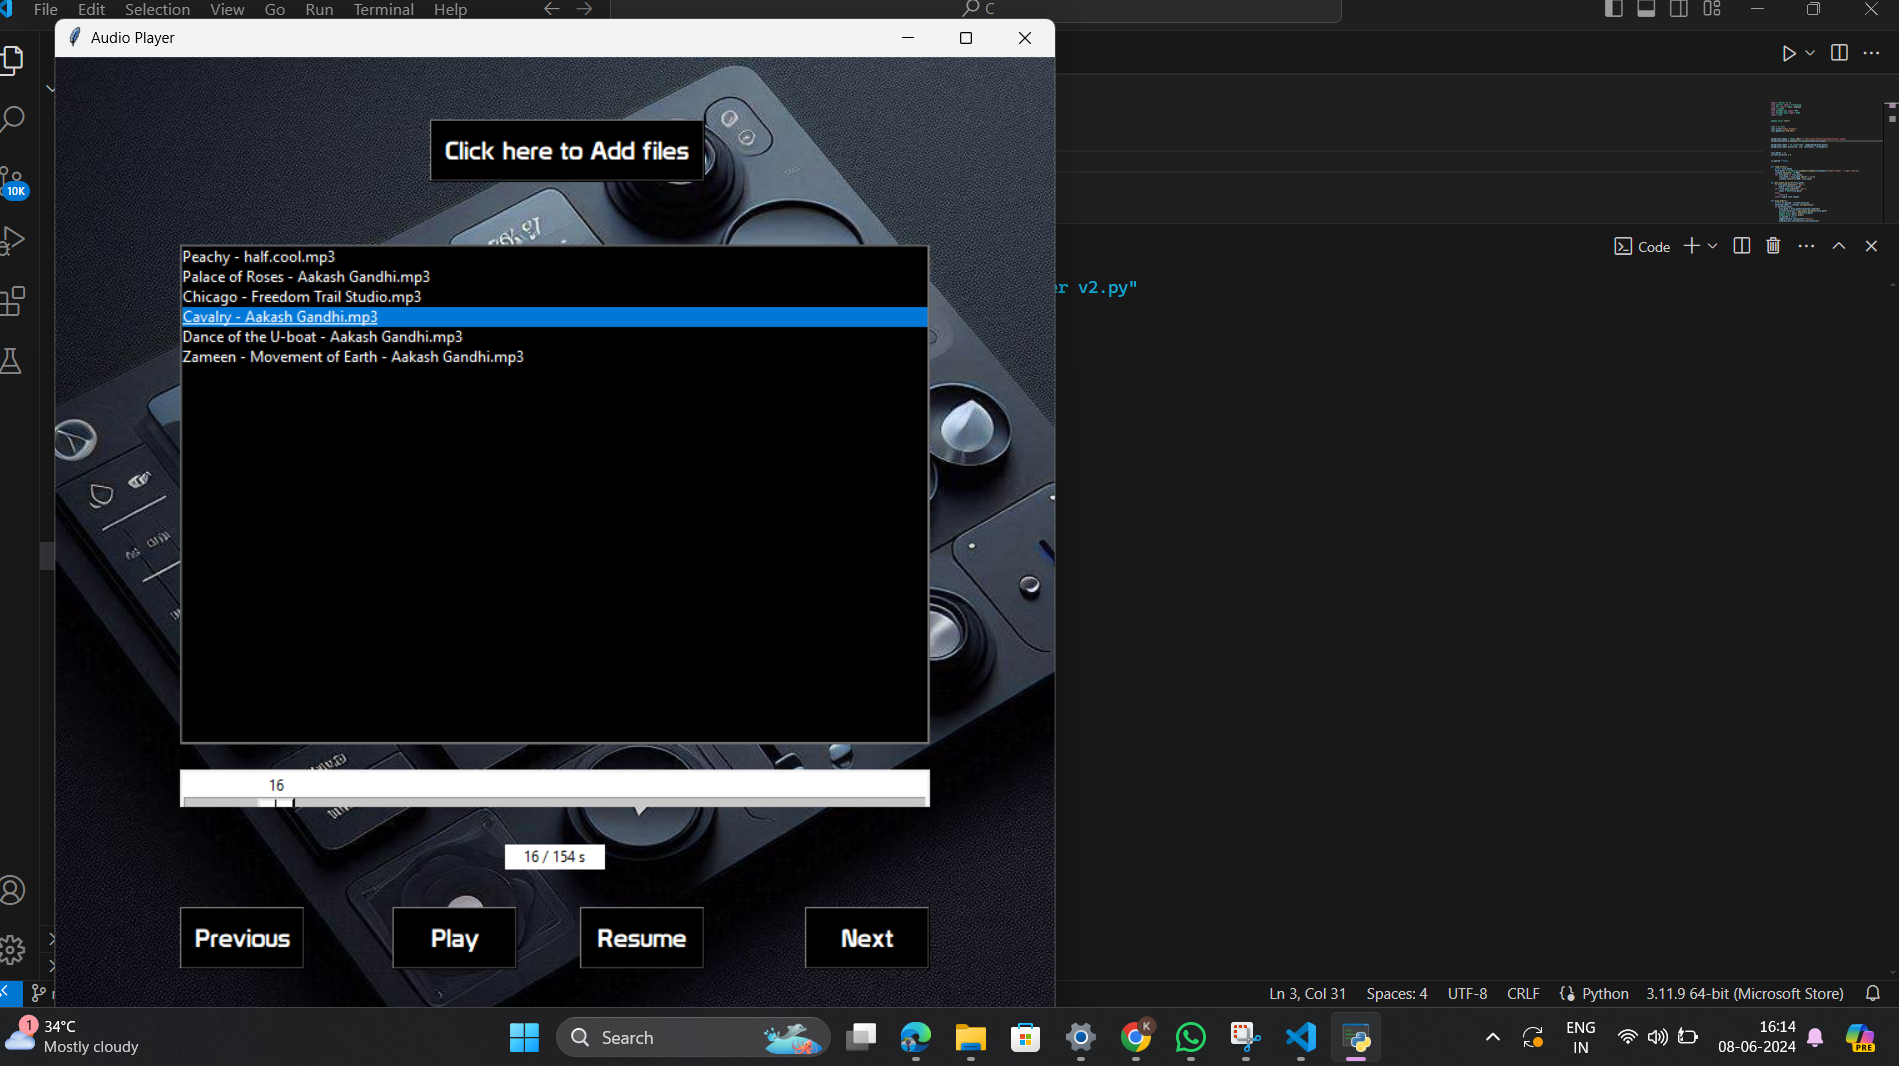 File Edit Selection View Go Run Terminal Help
C
Audio Player
Click here to Add files
10K
Peachy - half.cool.mp3
Palace of Roses - Aakash Gandhi.mp3
Chicago - Freedom Trail Studio.mp3
Cavalry - Aakash Gandhi.mp3
Dance of the U-boat - Aakash Gandhi.mp3
Zameen - Movement of Earth - Aakash Gandhi.mp3
Code
er v2.py"
16
16 / 154 s
Previous Play Resume Next
Ln 3, Col 31 Spaces: 4 UTF-8 CRLF Python 3.11.9 64-bit (Microsoft Store)
1
34°C
Mostly cloudy
Search
K
ENG
IN
16:14
08-06-2024
PRE